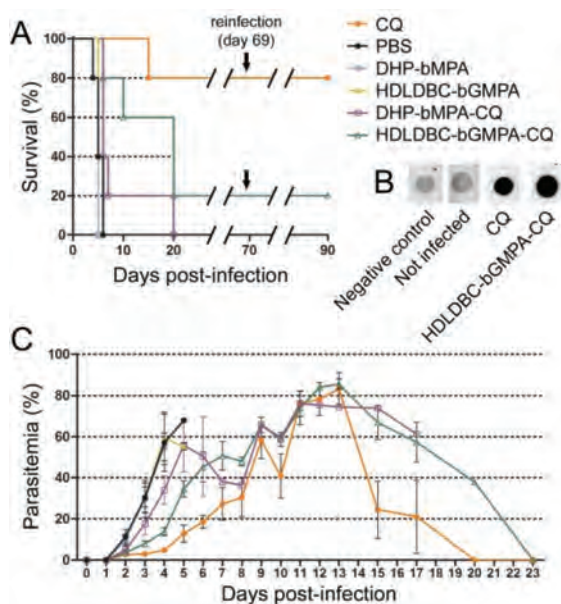 A
reinfection
(day 69)
Survival (%)
100
80
60
40
20
0
0 10 20 70 90
Days post-infection
CQ
PBS
DHP-bMPA
HDLDBC-bGMPA
DHP-bMPA-CQ
HDLDBC-bGMPA-CQ
B
Negative control
Not infected
CQ
HDLDBC-bGMPA-CQ
C
Parasitemia (%)
100
80
60
40
20
0
0 1 2 3 4 5 6 7 8 9 10 11 12 13 15 16 17 18 19 20 21 22 23
Days post-infection